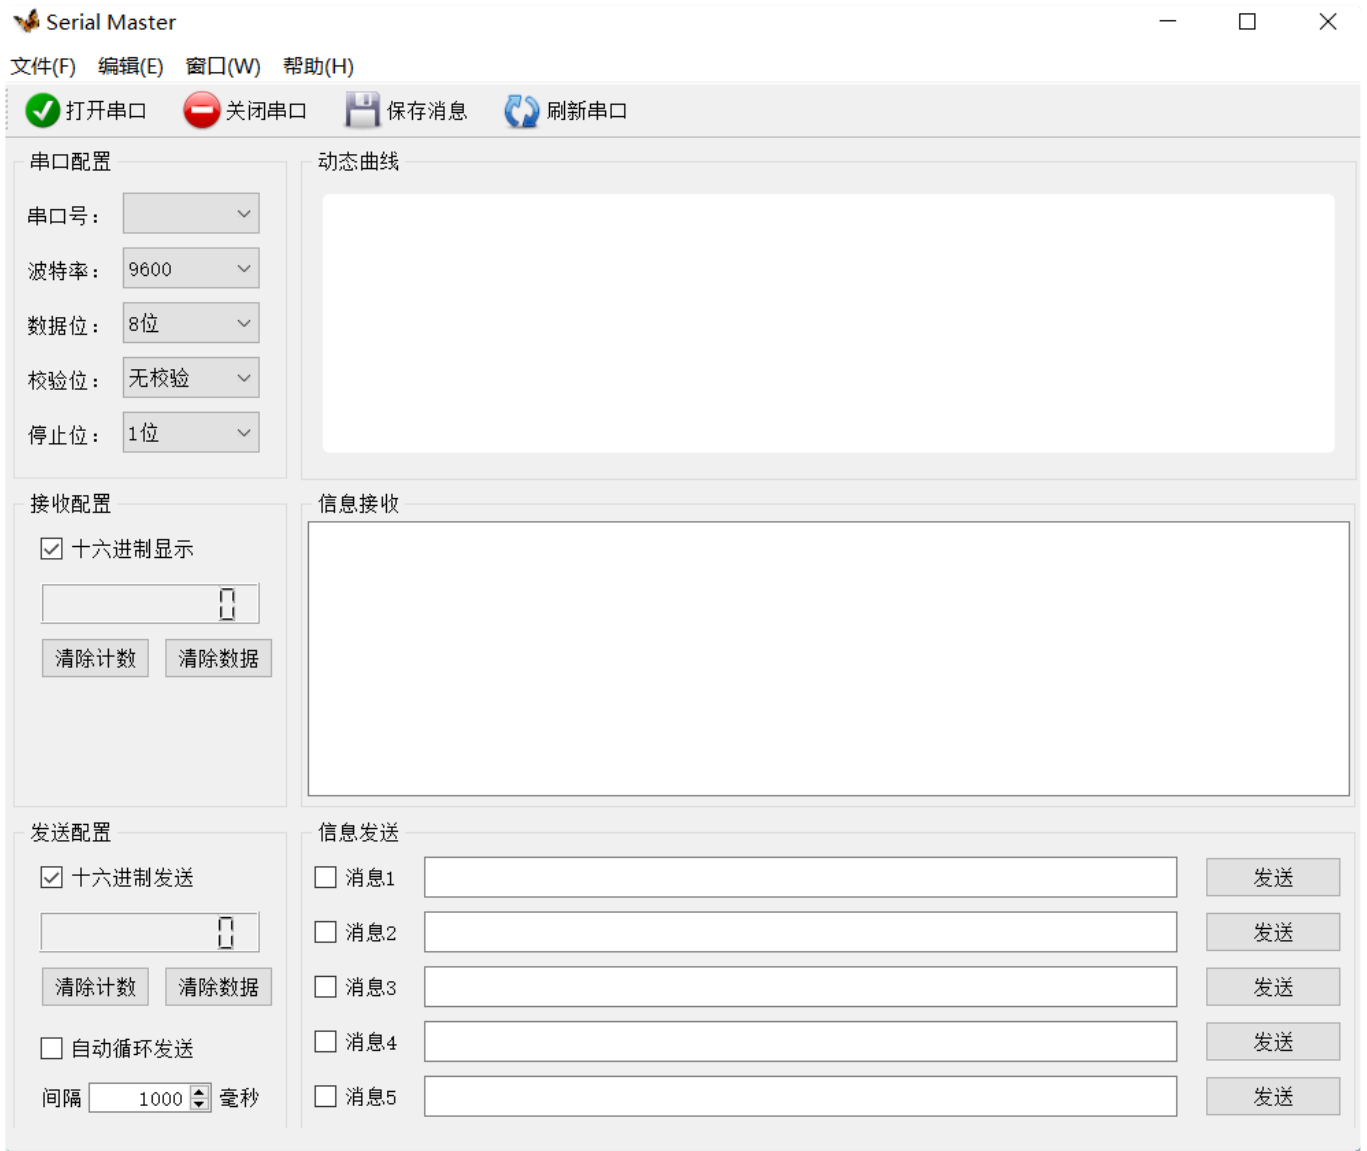 Serial Master
文件(F) 编辑(E) 窗口(W) 帮助(H)
打开串口 关闭串口 保存消息 刷新串口
串口配置
串口号：
波特率： 9600
数据位： 8位
校验位： 无校验
停止位： 1位
动态曲线
接收配置
十六进制显示
0
清除计数 清除数据
信息接收
发送配置
十六进制发送
0
清除计数 清除数据
自动循环发送
间隔 1000 毫秒
信息发送
消息1 发送
消息2 发送
消息3 发送
消息4 发送
消息5 发送